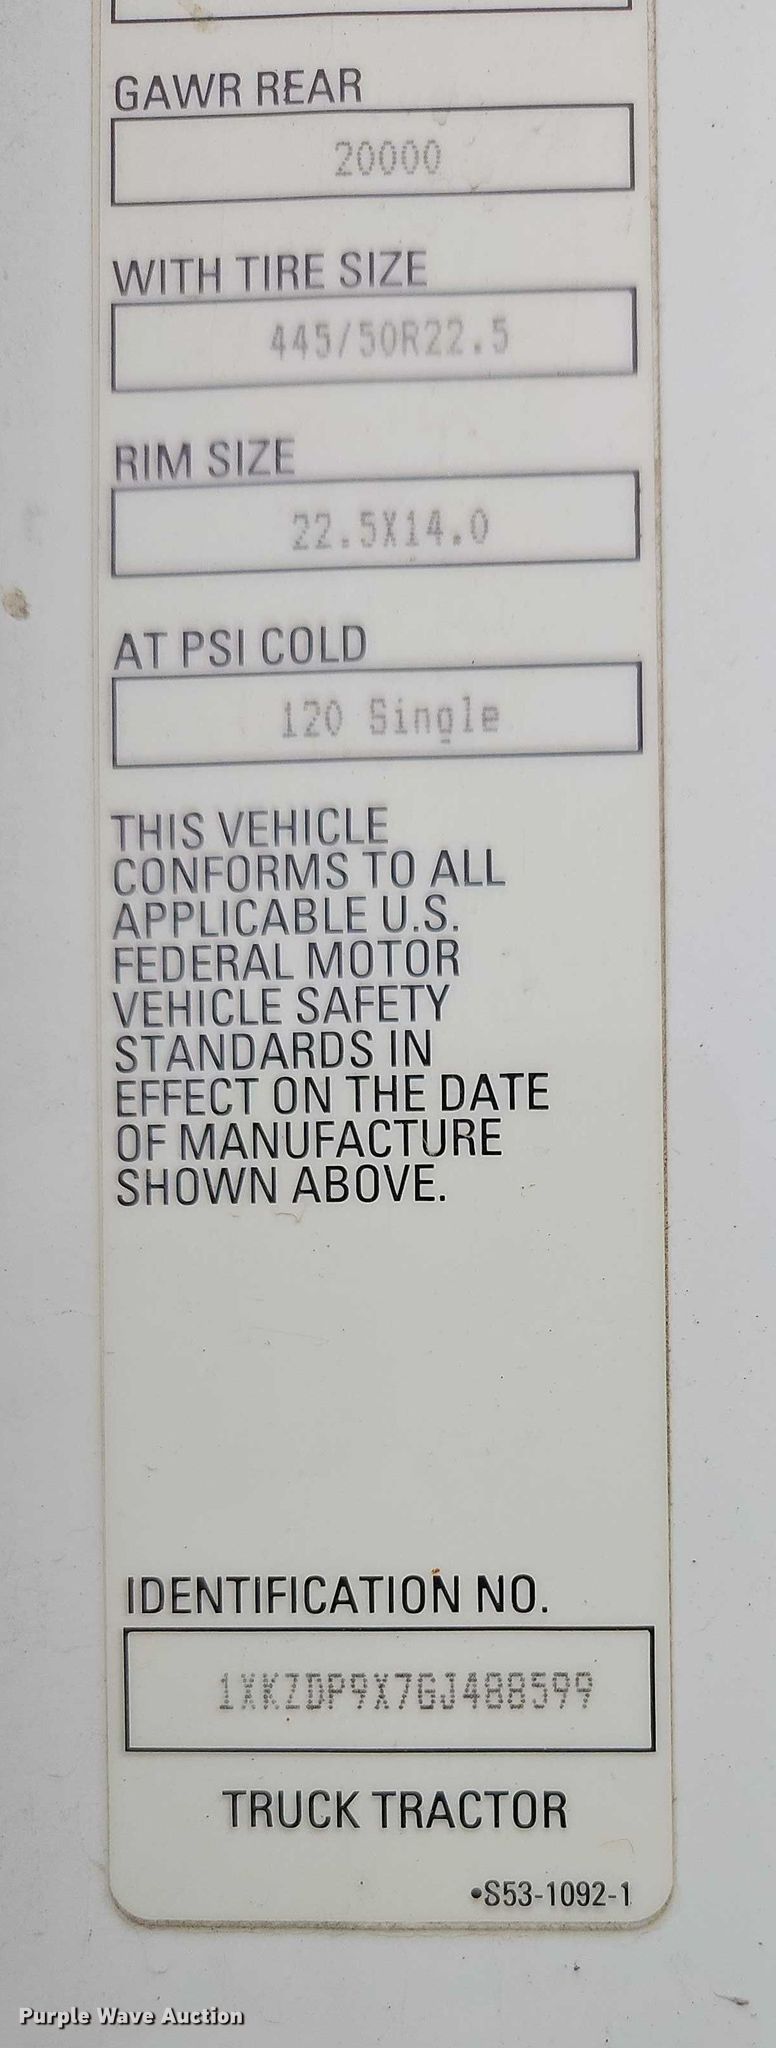 GAWR REAR
20000
WITH TIRE SIZE
445/50R22.5
RIM SIZE
22.5X14.0
AT PSI COLD
120 Single
THIS VEHICLE
CONFORMS TO ALL
APPLICABLE U.S.
FEDERAL MOTOR
VEHICLE SAFETY
STANDARDS IN
EFFECT ON THE DATE
OF MANUFACTURE
SHOWN ABOVE.
IDENTIFICATION NO.
1XKZDP9X7GJ488599
TRUCK TRACTOR
•S53-1092-1
Purple Wave Auction